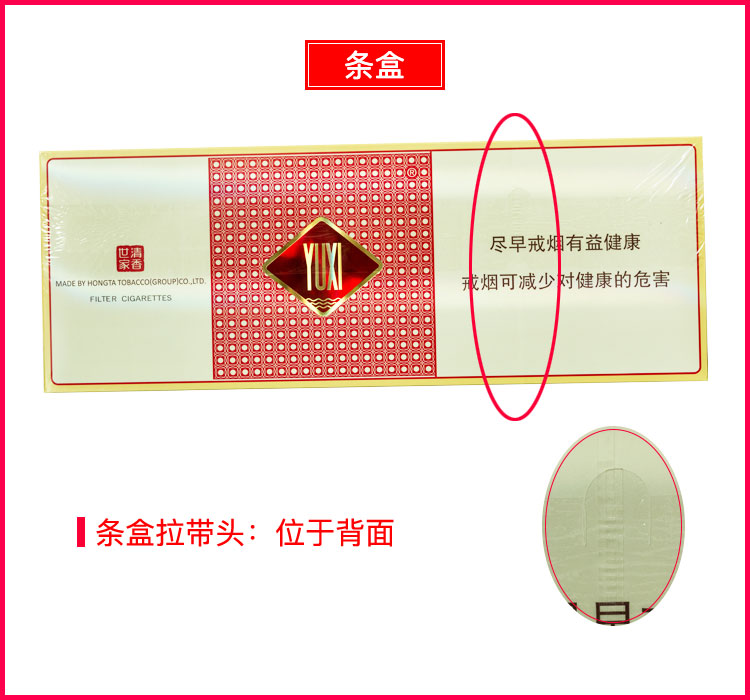 条盒
®
清香
世家
MADE BY HONGTA TOBACCO(GROUP)CO.,LTD.
FILTER CIGARETTES
YUXI
尽早戒烟有益健康
戒烟可减少对健康的危害
条盒拉带头：位于背面